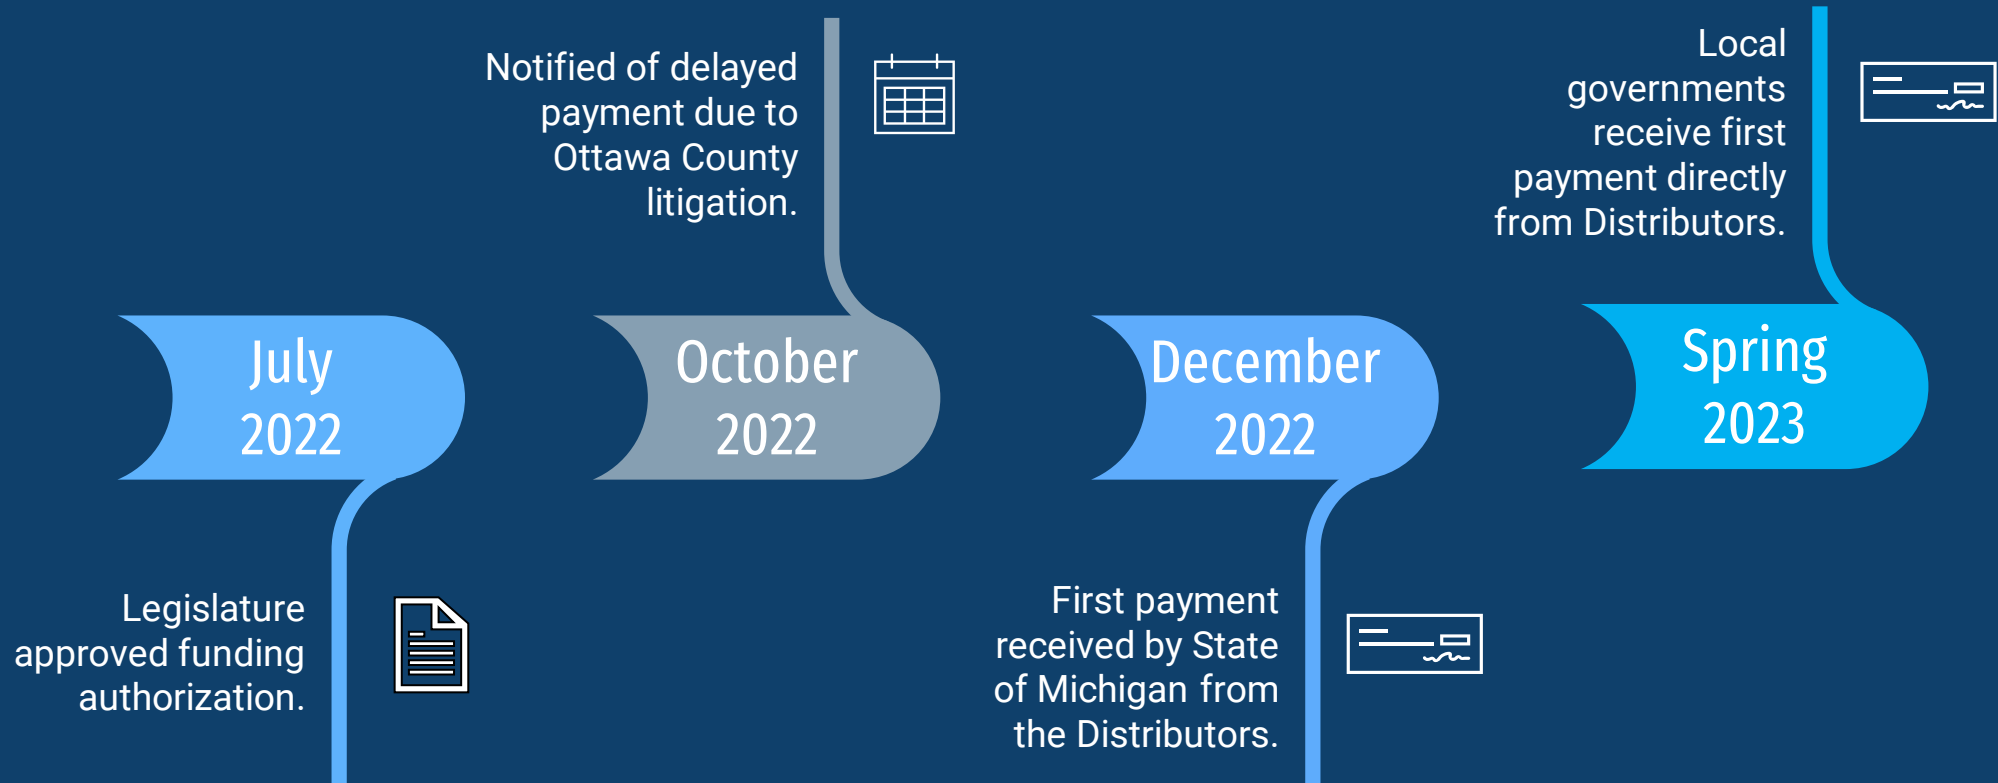 July
2022
Legislature
approved funding
authorization.
Notified of delayed
payment due to
Ottawa County
litigation.
October
2022
December
2022
First payment
received by State
of Michigan from
the Distributors.
Local
governments
receive first
payment directly
from Distributors.
Spring
2023